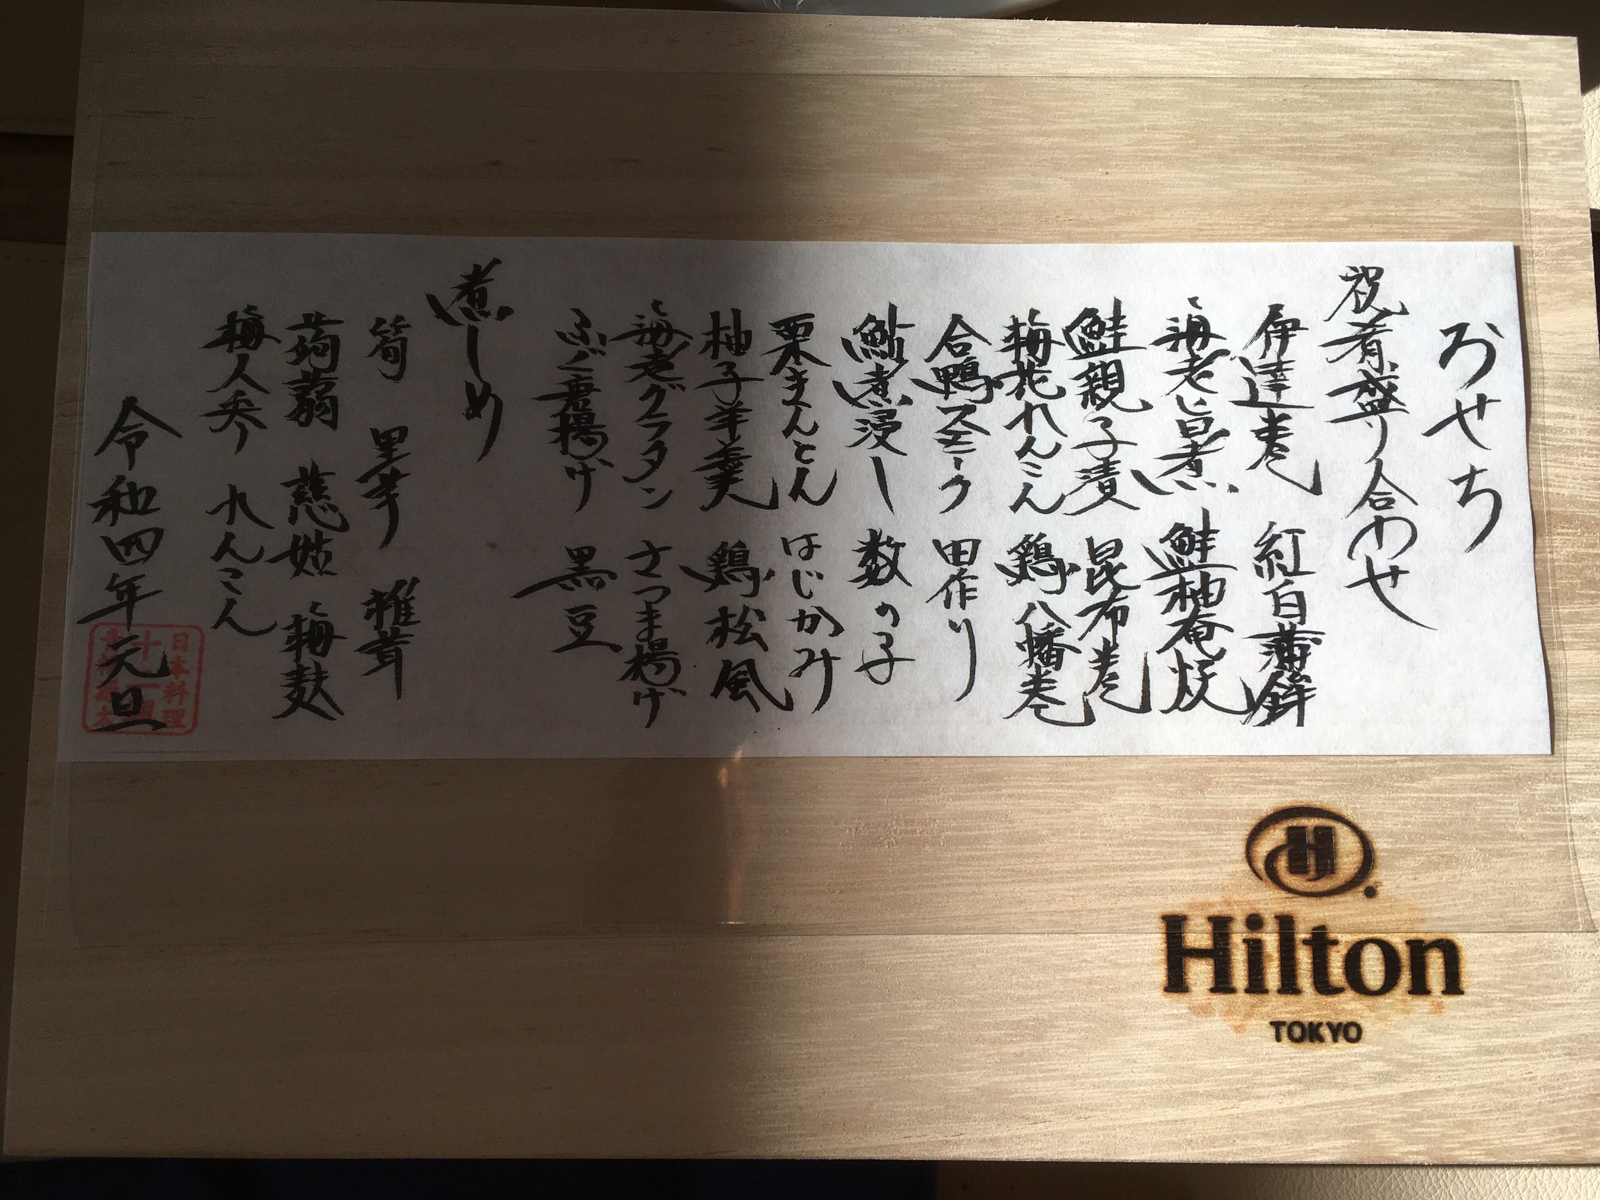 おせち
祝肴盛り合わせ
伊達巻 紅白蒲鉾
海老旨煮 鮭柚庵焼
鮭親子漬 昆布巻
梅花れんこん 鶏八幡巻
合鴨スモーク 田作り
鮎煮浸し 数の子
栗きんとん はじかみ
柚子羊羹 鶏松風
海老グラタン さつま揚げ
ふぐ唐揚げ 黒豆
煮しめ
筍 里芋 椎茸
蒟蒻 慈姑 梅麸
梅人参 れんこん
令和四年元旦
日本料理
Hilton
TOKYO